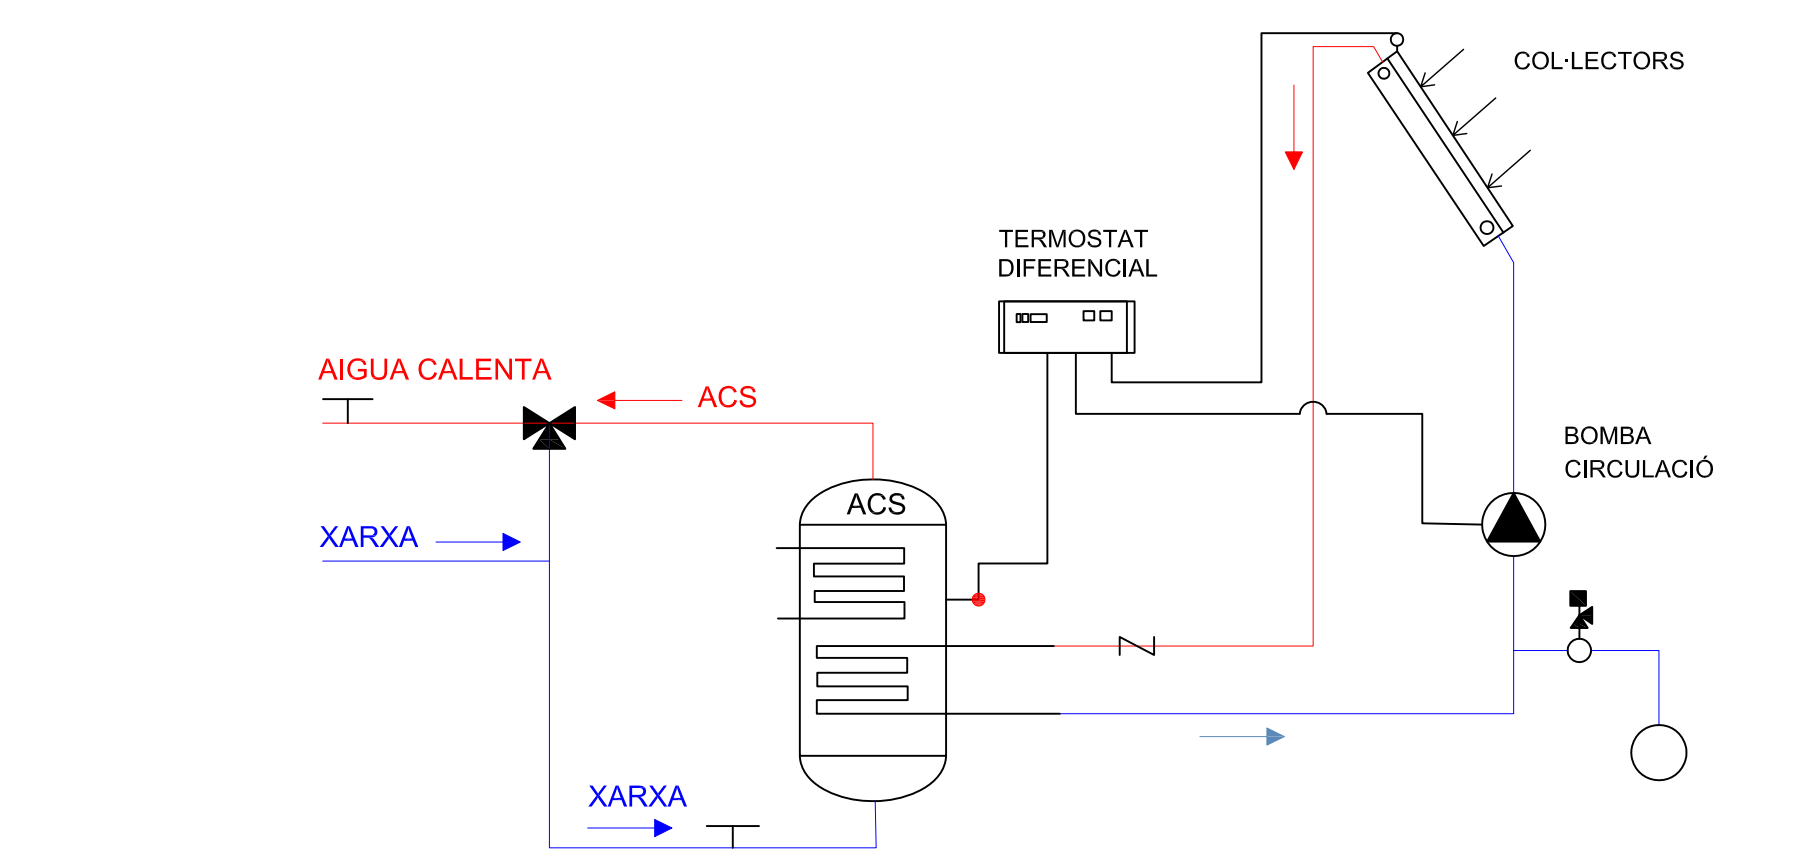 COL·LECTORS
TERMOSTAT
DIFERENCIAL
AIGUA CALENTA
ACS
BOMBA
CIRCULACIÓ
ACS
XARXA
XARXA